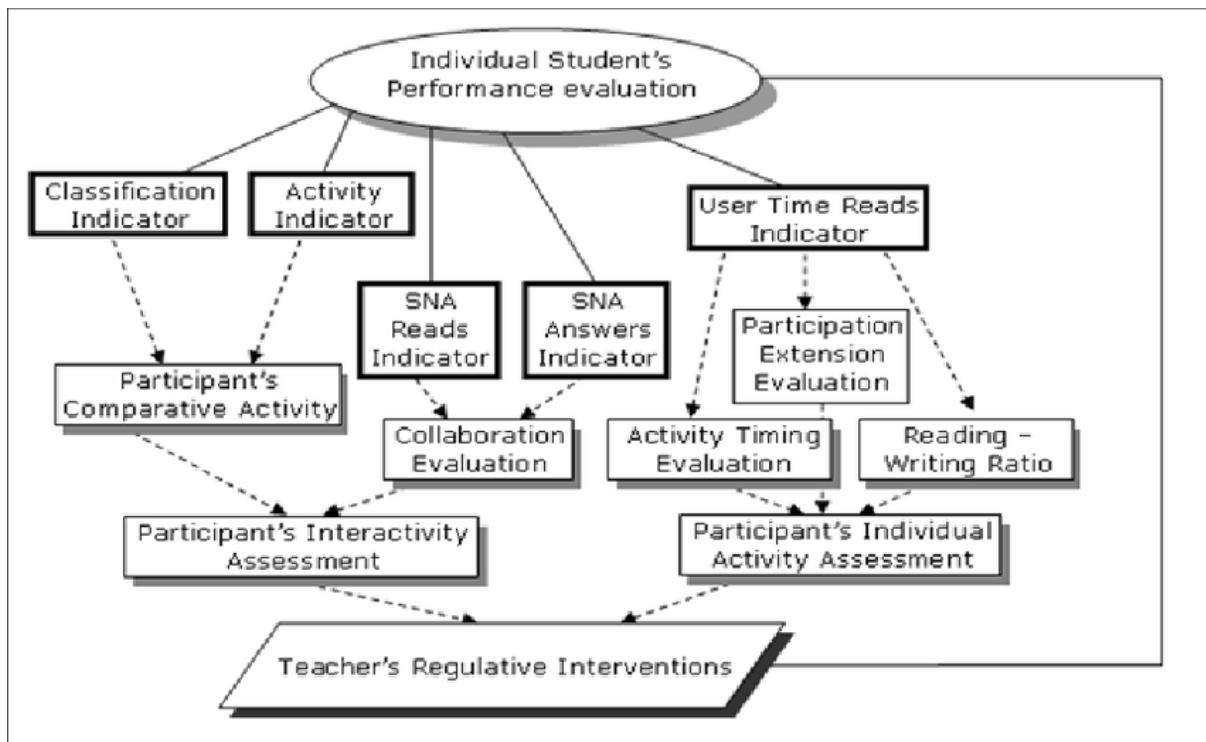 Individual Student's
Performance evaluation
Classification
Indicator
Activity
Indicator
User Time Reads
Indicator
SNA
Reads
Indicator
SNA
Answers
Indicator
Participation
Extension
Evaluation
Participant's
Comparative Activity
Collaboration
Evaluation
Activity Timing
Evaluation
Reading –
Writing Ratio
Participant's Interactivity
Assessment
Participant's Individual
Activity Assessment
Teacher's Regulative Interventions